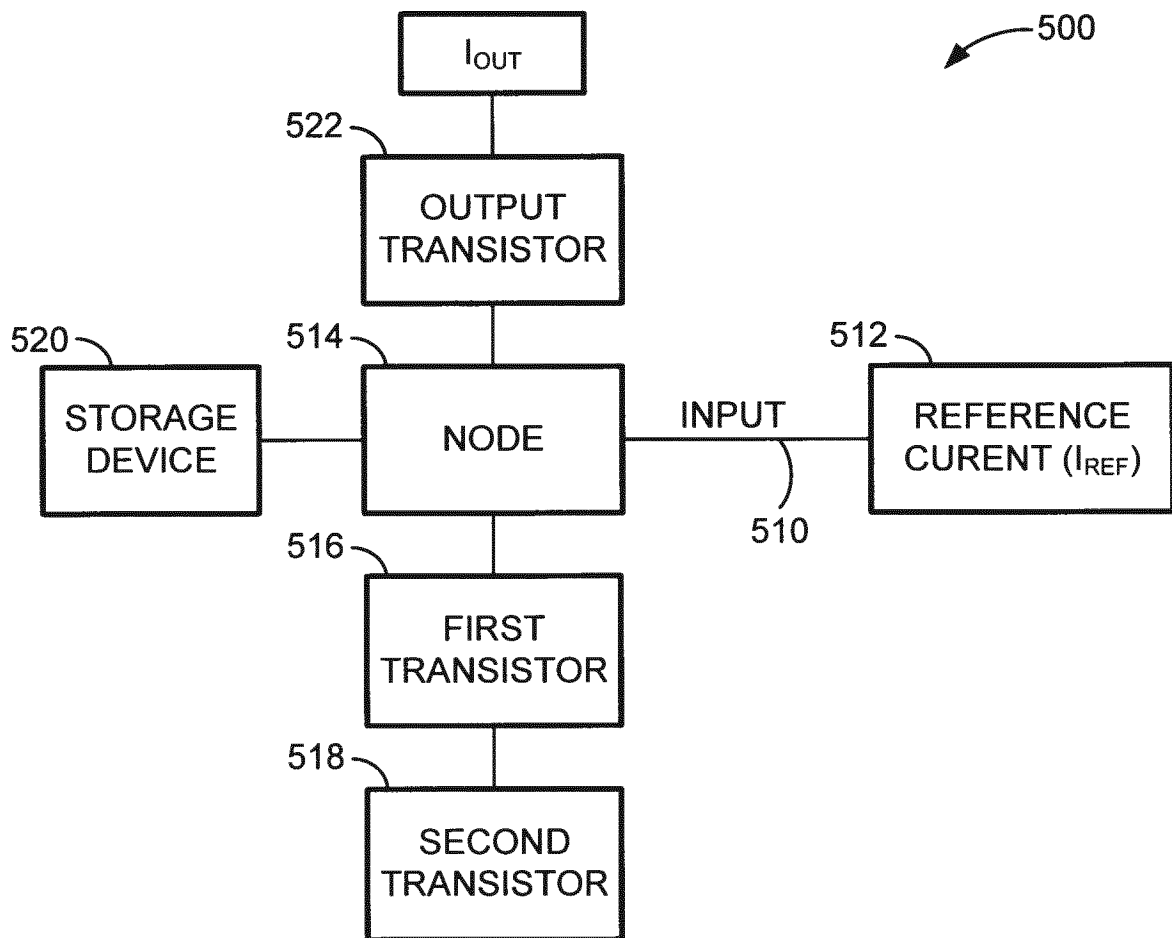 500
I_OUT
522
OUTPUT
TRANSISTOR
520
514
512
STORAGE
DEVICE
NODE
INPUT
REFERENCE
CURENT (I_REF)
510
516
FIRST
TRANSISTOR
518
SECOND
TRANSISTOR